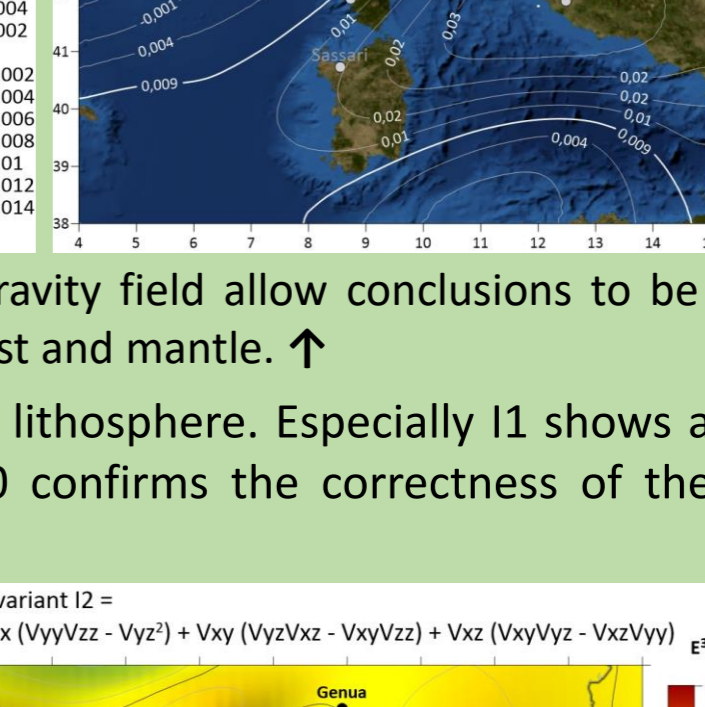 004
002
002
004
006
008
01
012
014
-0,001
0,004
0,009
0,01
0,02
0,03
Sassari
0,02
0,02
0,02
0,01
0,01
0,004
0,009
41
40
39
38
4 5 6 7 8 9 10 11 12 13 14
ravity field allow conclusions to be
st and mantle. ↑
lithosphere. Especially I1 shows a
0 confirms the correctness of the
variant I2 =
x (VyyVzz - Vyz²) + Vxy (VyzVxz - VxyVzz) + Vxz (VxyVyz - VxzVyy)
E³
Genua